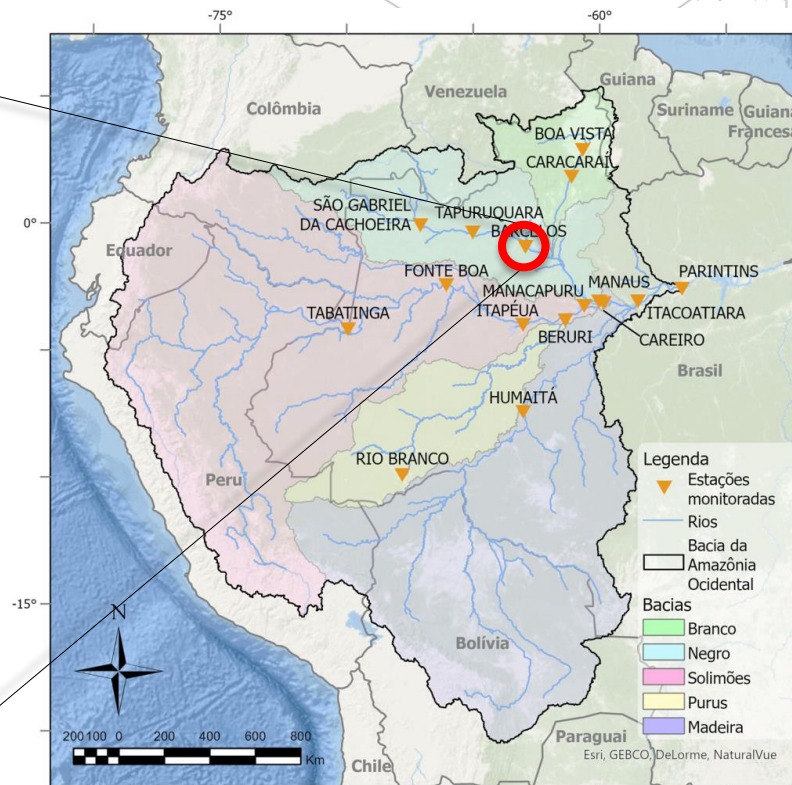 -75°
-60°
Venezuela
Guiana
Colômbia
Suriname
Guiana
Francesa
BOA VISTA
CARACARAÍ
SÃO GABRIEL
DA CACHOEIRA
TAPURUQUARA
0°
BARCELOS
Equador
FONTE BOA
PARINTINS
MANACAPURU
MANAUS
TABATINGA
ITAPÉUA
ITACOATIARA
BERURI
CAREIRO
Brasil
HUMAITÁ
RIO BRANCO
Peru
Legenda
Estações
monitoradas
Rios
Bacia da
Amazônia
Ocidental
-15°
N
Bacias
Branco
Bolívia
Negro
Solimões
Purus
Madeira
200 100 0 200 400 600 800
Km
Paraguai
Chile
Esri, GEBCO, DeLorme, NaturalVue